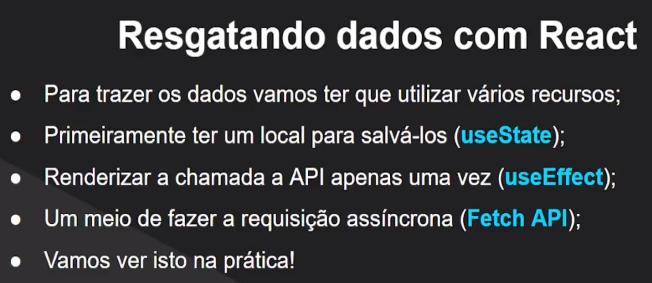 Resgatando dados com React
● Para trazer os dados vamos ter que utilizar vários recursos;
● Primeiramente ter um local para salvá-los (useState);
● Renderizar a chamada a API apenas uma vez (useEffect);
● Um meio de fazer a requisição assíncrona (Fetch API);
● Vamos ver isto na prática!